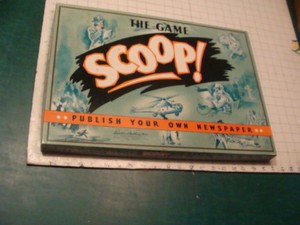 THE GAME
SCOOP!
PUBLISH YOUR OWN NEWSPAPER